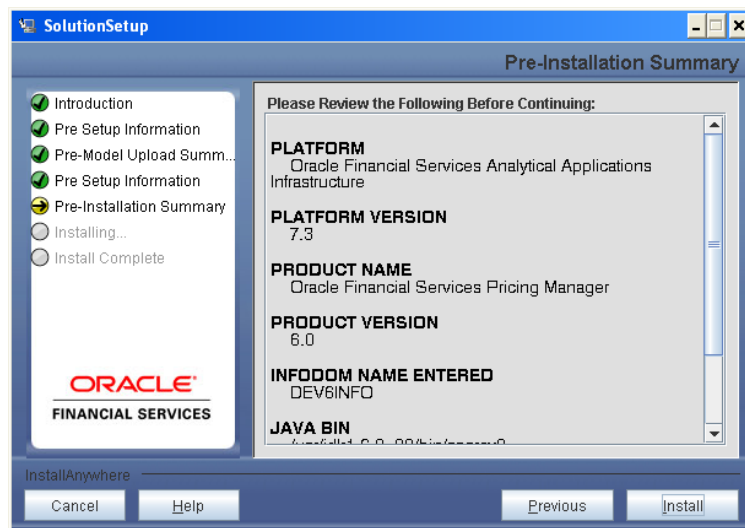 SolutionSetup
Pre-Installation Summary
Introduction
Pre Setup Information
Pre-Model Upload Summ...
Pre Setup Information
Pre-Installation Summary
Installing...
Install Complete
ORACLE
FINANCIAL SERVICES
Please Review the Following Before Continuing:
PLATFORM
Oracle Financial Services Analytical Applications
Infrastructure
PLATFORM VERSION
7.3
PRODUCT NAME
Oracle Financial Services Pricing Manager
PRODUCT VERSION
6.0
INFODOM NAME ENTERED
DEV6INFO
JAVA BIN
InstallAnywhere
Cancel
Help
Previous
Install